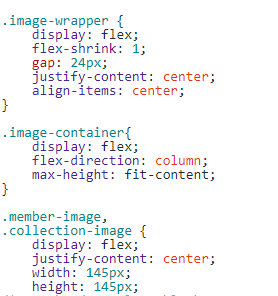 .image-wrapper {
    display: flex;
    flex-shrink: 1;
    gap: 24px;
    justify-content: center;
    align-items: center;
}
.image-container{
    display: flex;
    flex-direction: column;
    max-height: fit-content;
}
.member-image,
.collection-image {
    display: flex;
    justify-content: center;
    width: 145px;
    height: 145px;